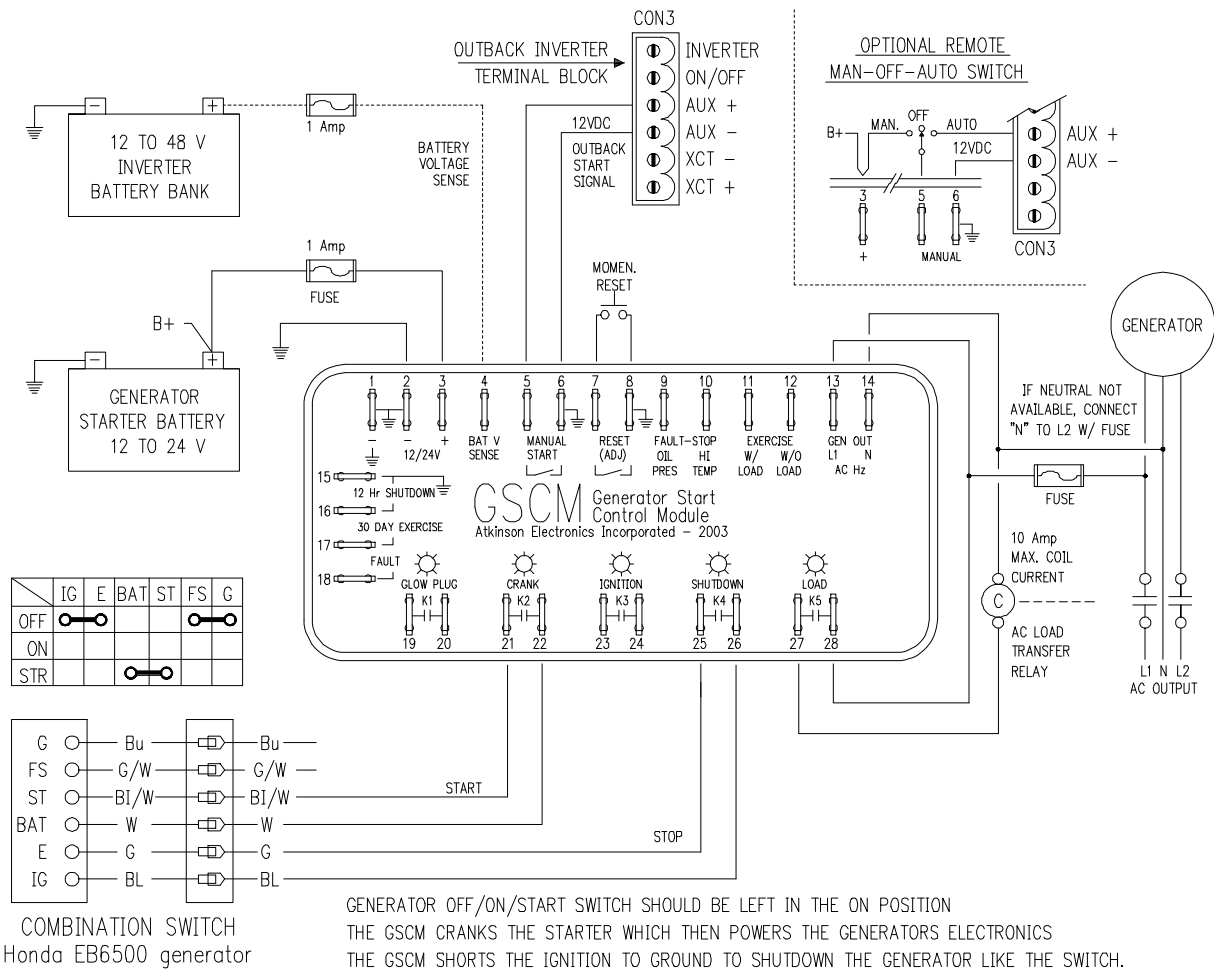 CON3
OUTBACK INVERTER
TERMINAL BLOCK
INVERTER
ON/OFF
AUX +
AUX -
XCT -
XCT +
12VDC
OUTBACK
START
SIGNAL
OPTIONAL REMOTE
MAN-OFF-AUTO SWITCH
B+
MAN.
OFF
AUTO
12VDC
AUX +
AUX -
3
5
6
+
MANUAL
CON3
-
+
12 TO 48 V
INVERTER
BATTERY BANK
1 Amp
BATTERY
VOLTAGE
SENSE
1 Amp
FUSE
B+
-
+
GENERATOR
STARTER BATTERY
12 TO 24 V
MOMEN.
RESET
GENERATOR
IF NEUTRAL NOT
AVAILABLE, CONNECT
"N" TO L2 W/ FUSE
FUSE
10 Amp
MAX. COIL
CURRENT
C
AC LOAD
TRANSFER
RELAY
L1 N L2
AC OUTPUT
1 2 3 4 5 6 7 8 9 10 11 12 13 14
- - +
12/24V
BAT V
SENSE
MANUAL
START
RESET
(ADJ)
FAULT-STOP
OIL
PRES
HI
TEMP
EXERCISE
W/
LOAD
W/O
LOAD
GEN OUT
L1 N
AC Hz
15
12 Hr SHUTDOWN
16
30 DAY EXERCISE
17
FAULT
18
GSCM
Generator Start
Control Module
Atkinson Electronics Incorporated - 2003
GLOW PLUG
CRANK
IGNITION
SHUTDOWN
LOAD
K1 K2 K3 K4 K5
19 20 21 22 23 24 25 26 27 28
IG E BAT ST FS G
OFF
ON
STR
G Bu Bu
FS G/W G/W
ST BI/W BI/W
BAT W W
E G G
IG BL BL
START
STOP
COMBINATION SWITCH
Honda EB6500 generator
GENERATOR OFF/ON/START SWITCH SHOULD BE LEFT IN THE ON POSITION
THE GSCM CRANKS THE STARTER WHICH THEN POWERS THE GENERATORS ELECTRONICS
THE GSCM SHORTS THE IGNITION TO GROUND TO SHUTDOWN THE GENERATOR LIKE THE SWITCH.